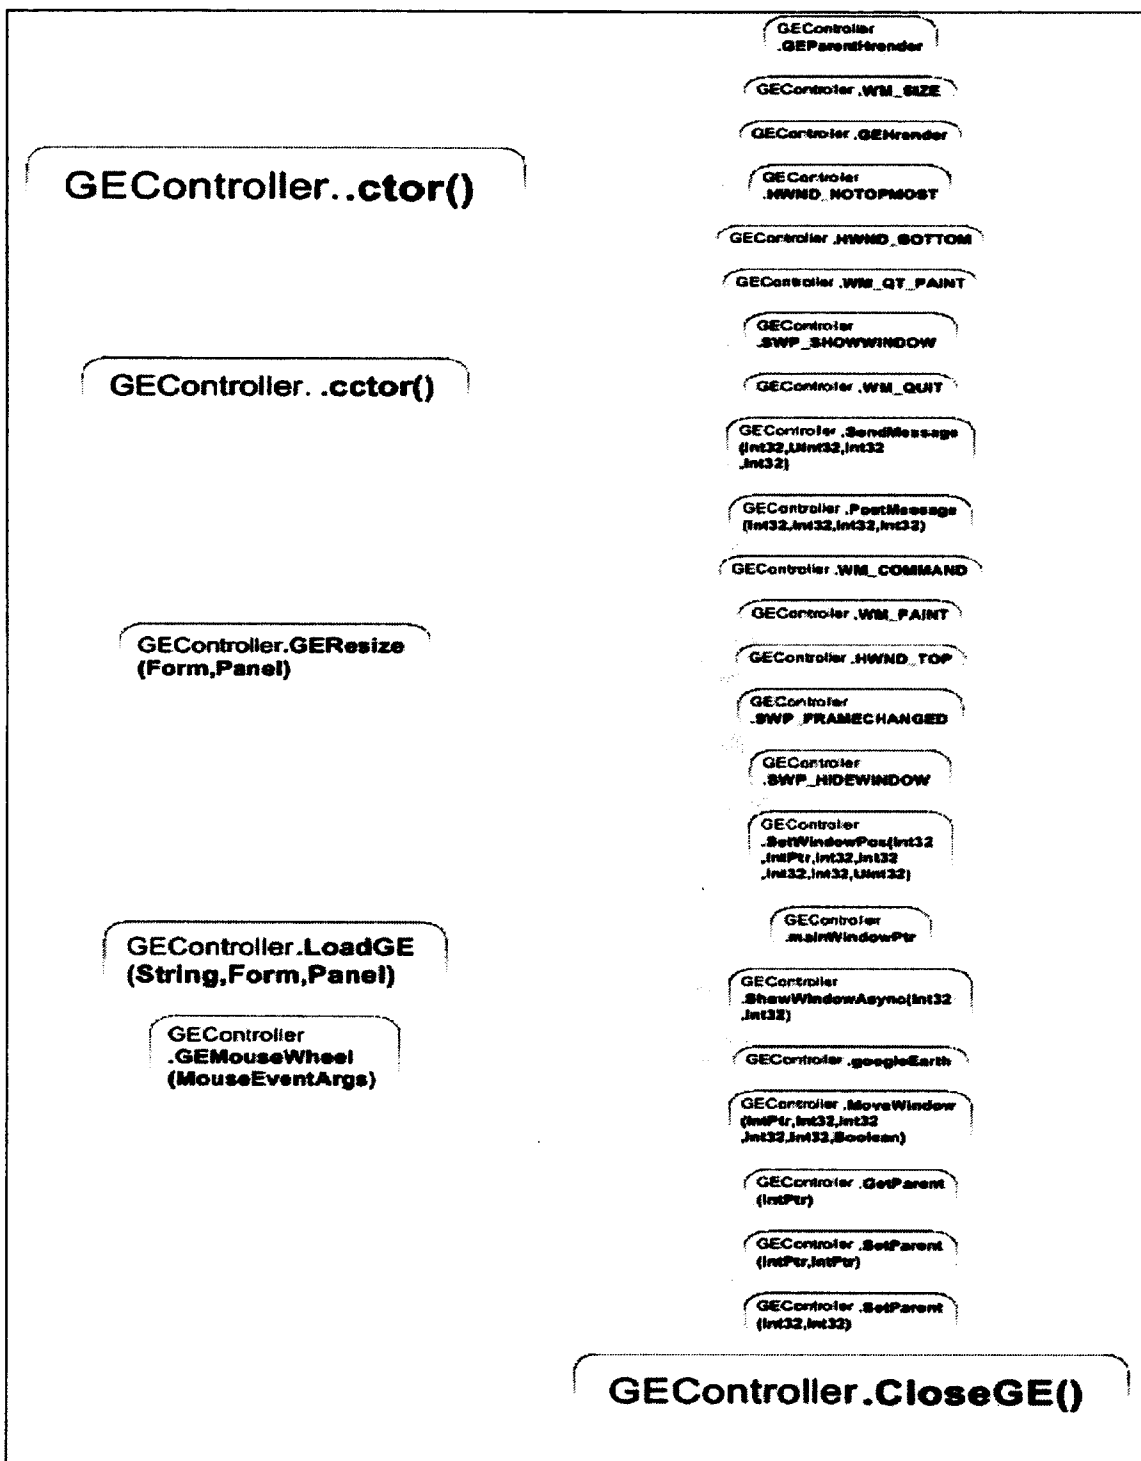 GEController..ctor()
GEController. .cctor()
GEController.GEResize
(Form,Panel)
GEController.LoadGE
(String,Form,Panel)
GEController
.GEMouseWheel
(MouseEventArgs)
GEController
.GEParentHrender
GEController .WM_SIZE
GEController .GEHrender
GEController
.HWND_NOTOPMOST
GEController .HWND_BOTTOM
GEController .WM_QT_PAINT
GEController
.SWP_SHOWWINDOW
GEController .WM_QUIT
GEController .SendMessage
(Int32,UInt32,Int32
,Int32)
GEController .PostMessage
(Int32,Int32,Int32,Int32)
GEController .WM_COMMAND
GEController .WM_PAINT
GEController .HWND_TOP
GEController
.SWP_FRAMECHANGED
GEController
.SWP_HIDEWINDOW
GEController
.SetWindowPos(Int32
,IntPtr,Int32,Int32
,Int32,Int32,UInt32)
GEController
.mainWindowPtr
GEController
.ShowWindowAsync(Int32
,Int32)
GEController .googleEarth
GEController .MoveWindow
(IntPtr,Int32,Int32
,Int32,Int32,Boolean)
GEController .GetParent
(IntPtr)
GEController .SetParent
(IntPtr,IntPtr)
GEController .SetParent
(Int32,Int32)
GEController.CloseGE()